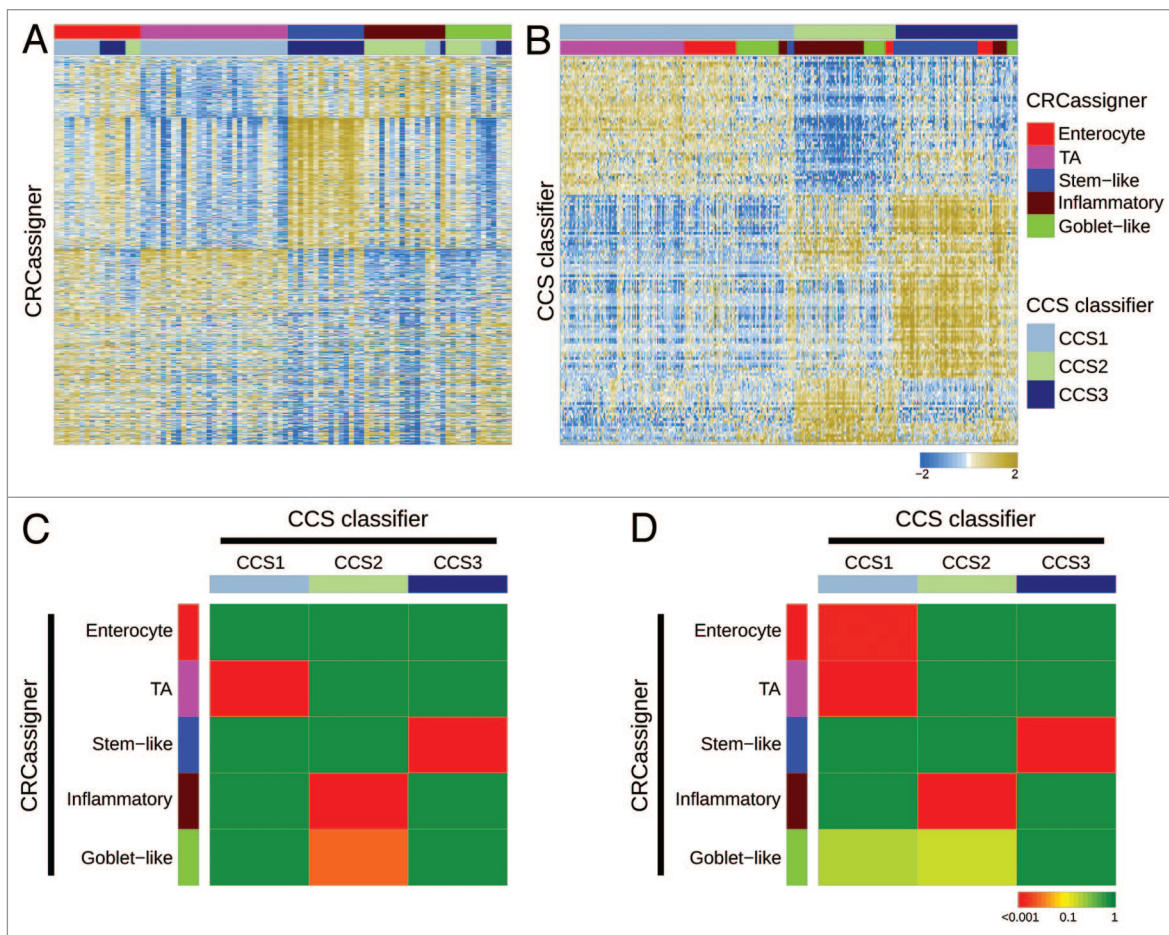 A
CRCassigner
B
CCS classifier
CRCassigner
Enterocyte
TA
Stem−like
Inflammatory
Goblet−like
CCS classifier
CCS1
CCS2
CCS3
−2 2
C
CCS classifier
CCS1 CCS2 CCS3
CRCassigner
Enterocyte
TA
Stem−like
Inflammatory
Goblet−like
D
CCS classifier
CCS1 CCS2 CCS3
CRCassigner
Enterocyte
TA
Stem−like
Inflammatory
Goblet−like
<0.001 0.1 1